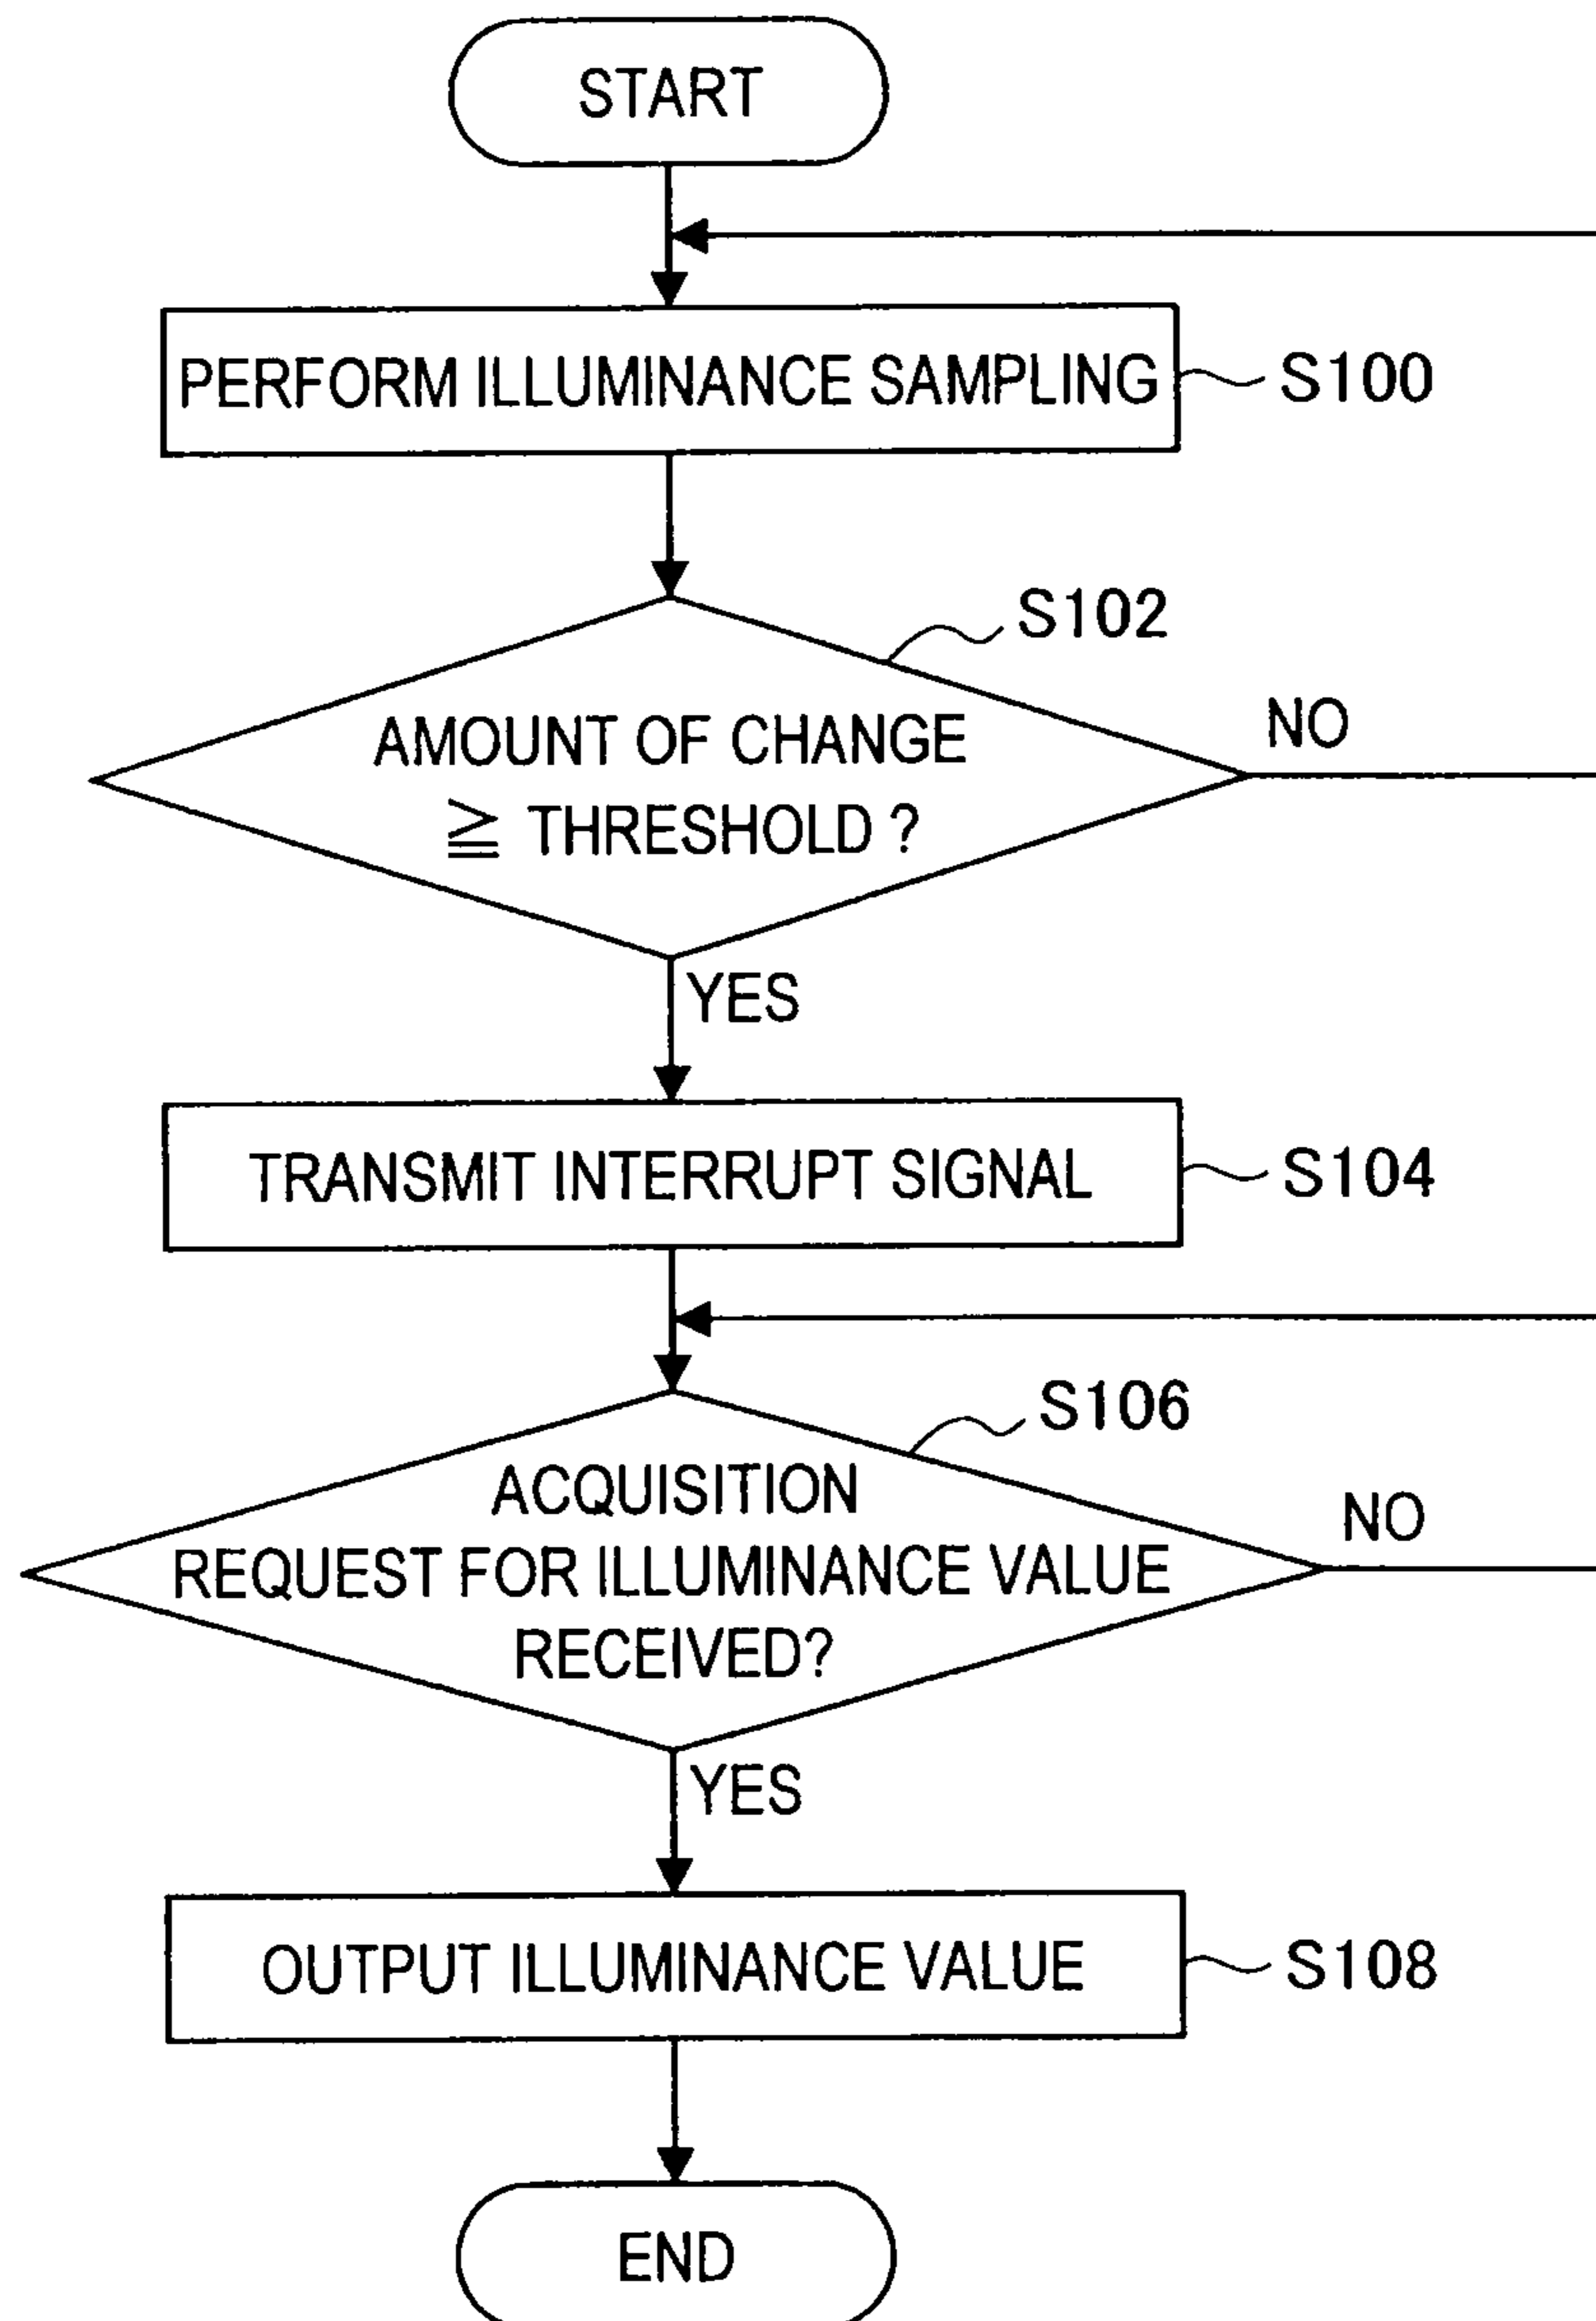 START
PERFORM ILLUMINANCE SAMPLING
S100
S102
AMOUNT OF CHANGE
≧ THRESHOLD ?
NO
YES
TRANSMIT INTERRUPT SIGNAL
S104
S106
ACQUISITION
REQUEST FOR ILLUMINANCE VALUE
RECEIVED?
NO
YES
OUTPUT ILLUMINANCE VALUE
S108
END